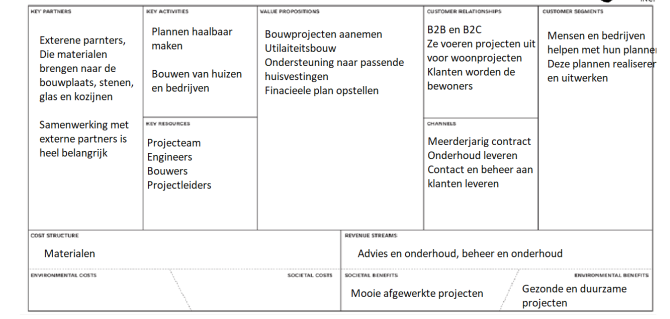 KEY PARTNERS
Exterene parnters,
Die materialen
brengen naar de
bouwplaats, stenen,
glas en kozijnen
Samenwerking met
externe partners is
heel belangrijk
KEY ACTIVITIES
Plannen haalbaar
maken
Bouwen van huizen
en bedrijven
KEY RESOURCES
Projecteam
Engineers
Bouwers
Projectleiders
VALUE PROPOSITIONS
Bouwprojecten aanemen
Utilaiteitsbouw
Ondersteuning naar passende
huisvestingen
Finacieele plan opstellen
CUSTOMER RELATIONSHIPS
B2B en B2C
Ze voeren projecten uit
voor woonprojecten
Klanten worden de
bewoners
CHANNELS
Meerderjarig contract
Onderhoud leveren
Contact en beheer aan
klanten leveren
CUSTOMER SEGMENTS
Mensen en bedrijven
helpen met hun planne
Deze plannen realiserer
en uitwerken
COST STRUCTURE
Materialen
REVENUE STREAMS
Advies en onderhoud, beheer en onderhoud
ENVIRONMENTAL COSTS
SOCIETAL COSTS
SOCIETAL BENEFITS
Mooie afgewerkte projecten
ENVIRONMENTAL BENEFITS
Gezonde en duurzame
projecten